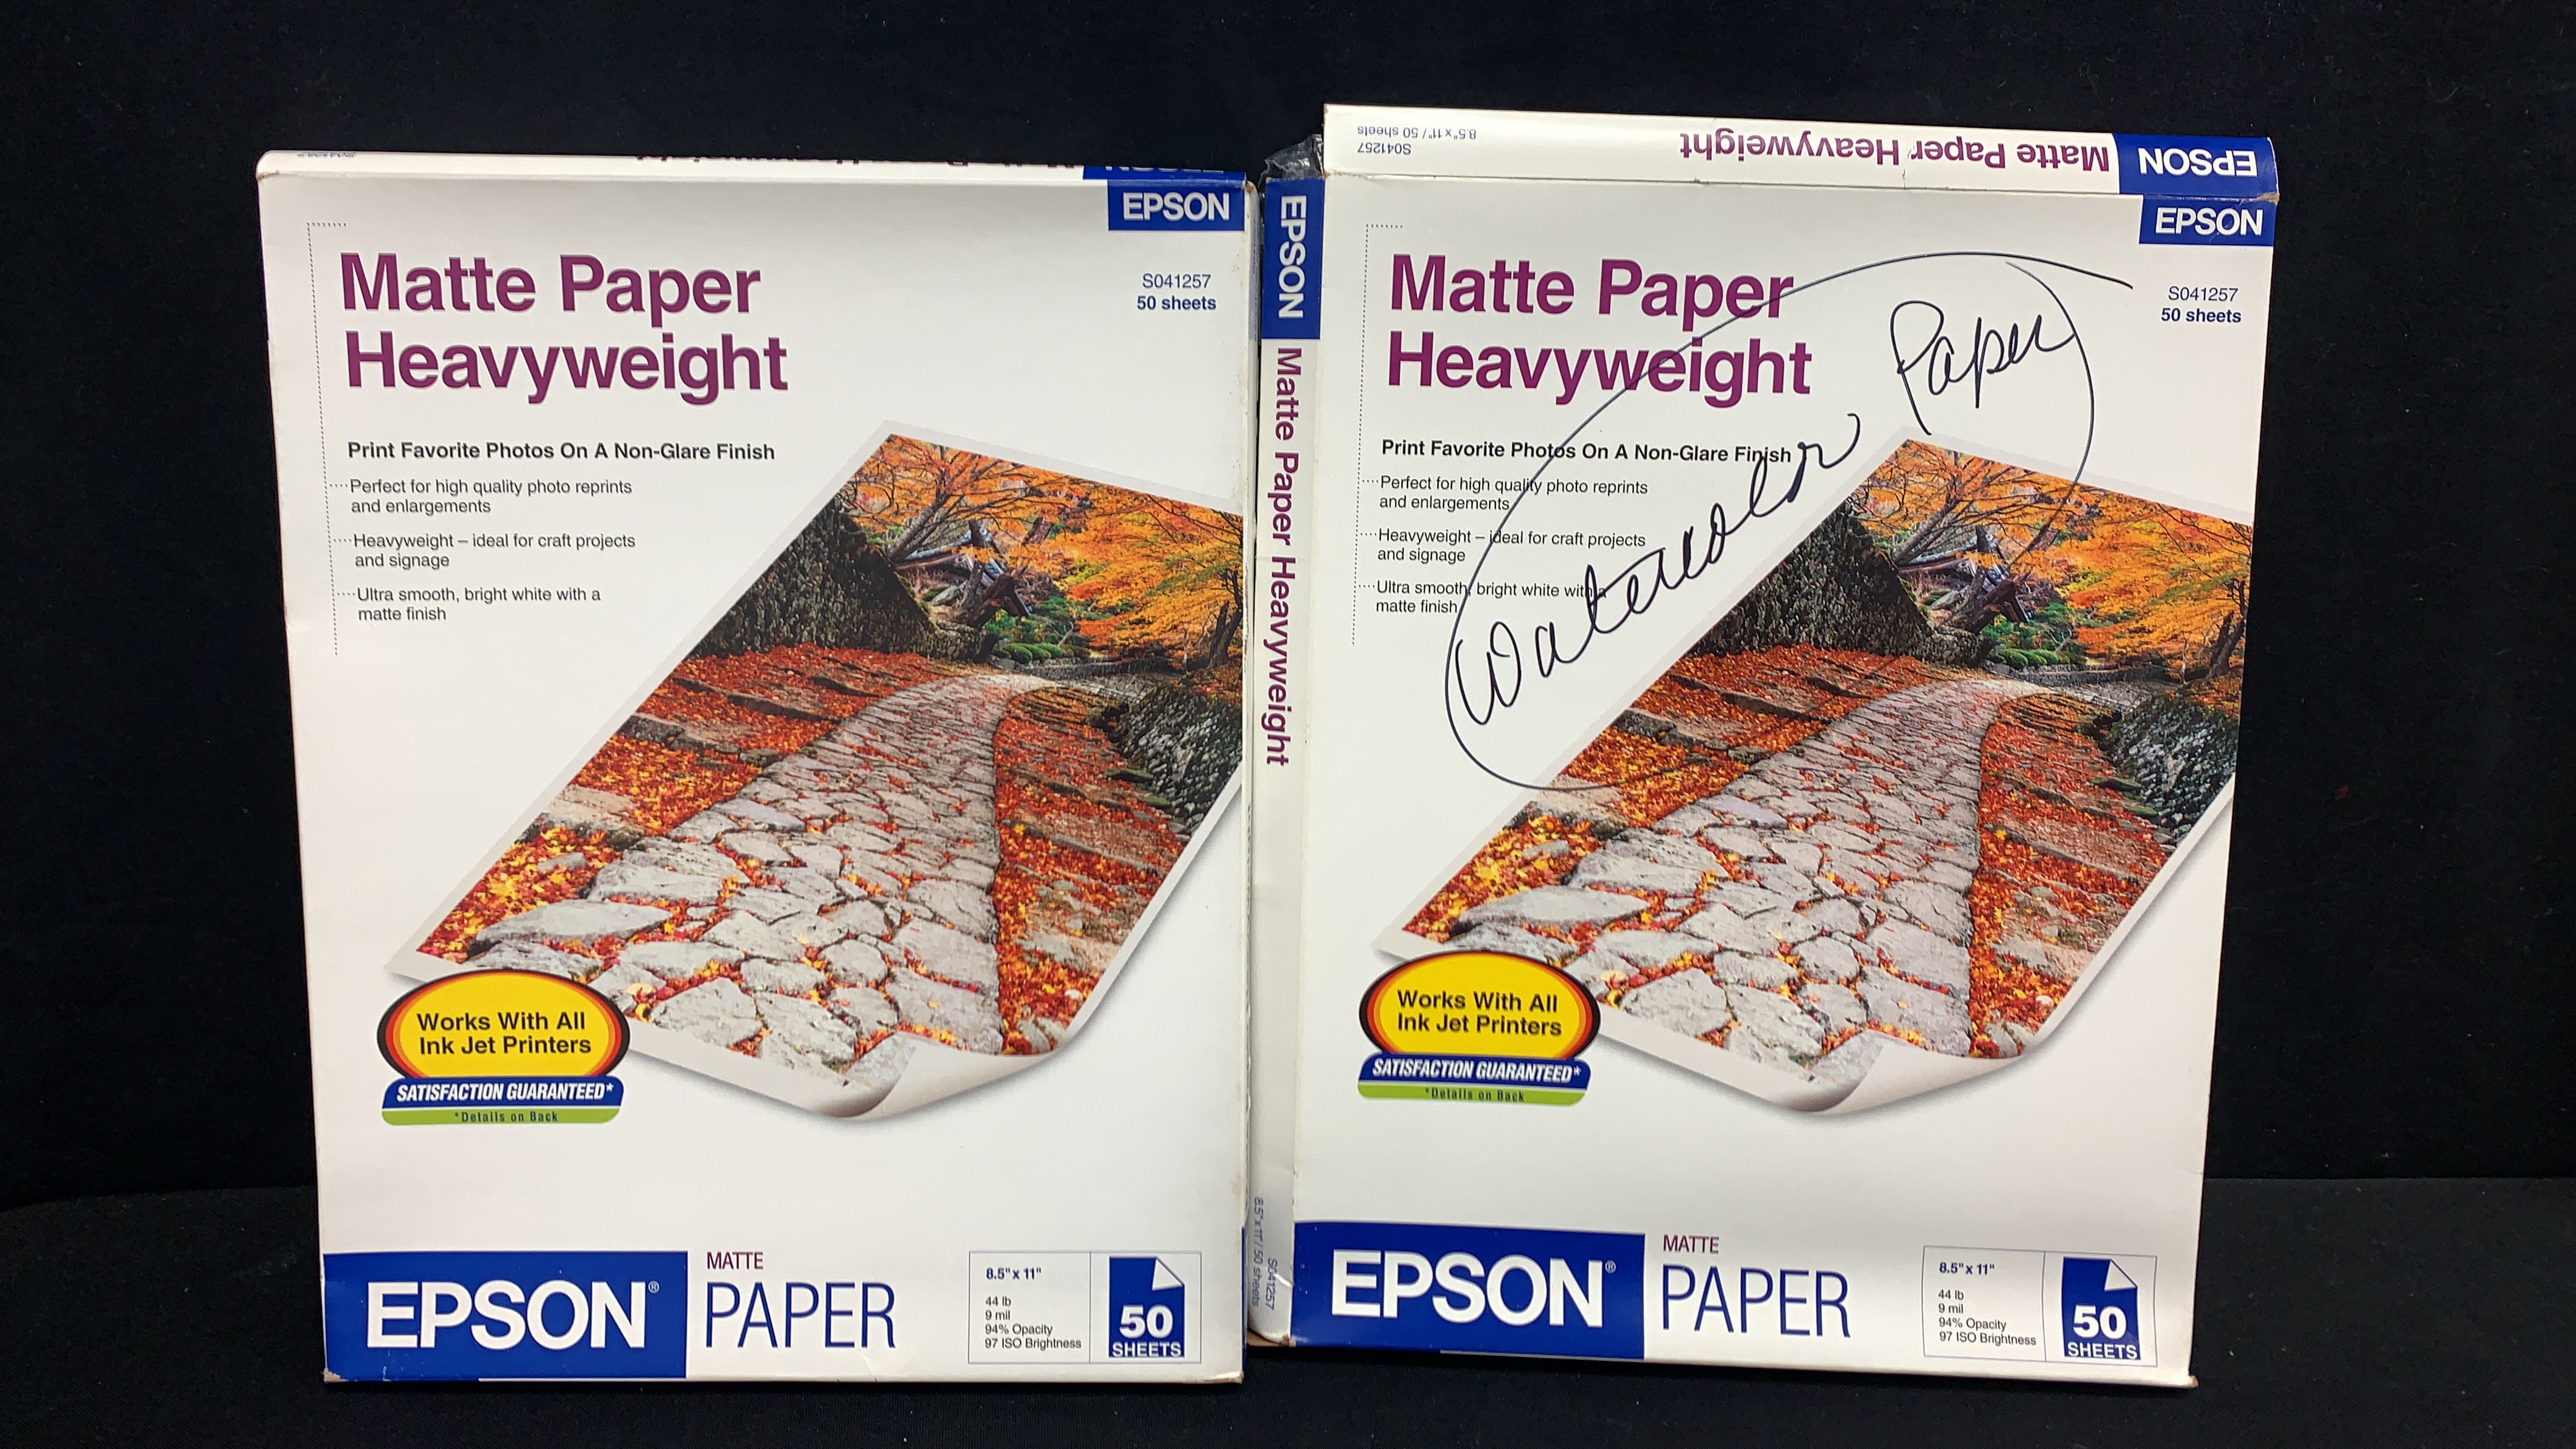 EPSON
Matte Paper
Heavyweight
S041257
50 sheets
Print Favorite Photos On A Non-Glare Finish
Perfect for high quality photo reprints
and enlargements
Heavyweight – ideal for craft projects
and signage
Ultra smooth, bright white with a
matte finish
Works With All
Ink Jet Printers
SATISFACTION GUARANTEED*
*Details on Back
EPSON®
MATTE
PAPER
8.5" x 11"
44 lb
9 mil
94% Opacity
97 ISO Brightness
50
SHEETS
EPSON Matte Paper Heavyweight
S041257
8.5" x 11" / 50 sheets
EPSON Matte Paper Heavyweight
S041257
8.5" x 11" / 50 sheets
EPSON
Matte Paper
Heavyweight
S041257
50 sheets
Watercolor Paper
Print Favorite Photos On A Non-Glare Finish
Perfect for high quality photo reprints
and enlargements
Heavyweight – ideal for craft projects
and signage
Ultra smooth, bright white with a
matte finish
Works With All
Ink Jet Printers
SATISFACTION GUARANTEED*
*Details on Back
EPSON®
MATTE
PAPER
8.5" x 11"
44 lb
9 mil
94% Opacity
97 ISO Brightness
50
SHEETS